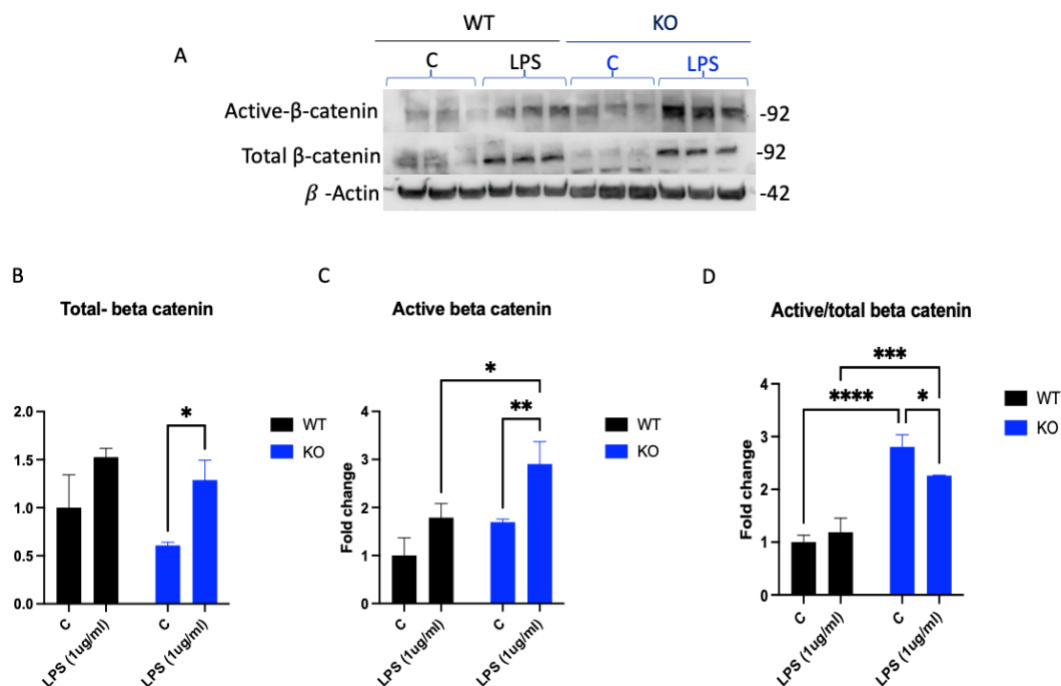 WT KO
A
C LPS C LPS
Active-β-catenin -92
Total β-catenin -92
β -Actin -42
B
Total- beta catenin
2.0
1.5
1.0
0.5
0.0
*
WT
KO
C
LPS (1ug/ml)
C
LPS (1ug/ml)
C
Active beta catenin
Fold change
4
3
2
1
0
*
**
WT
KO
C
LPS (1ug/ml)
C
LPS (1ug/ml)
D
Active/total beta catenin
Fold change
4
3
2
1
0
***
****
*
WT
KO
C
LPS (1ug/ml)
C
LPS (1ug/ml)